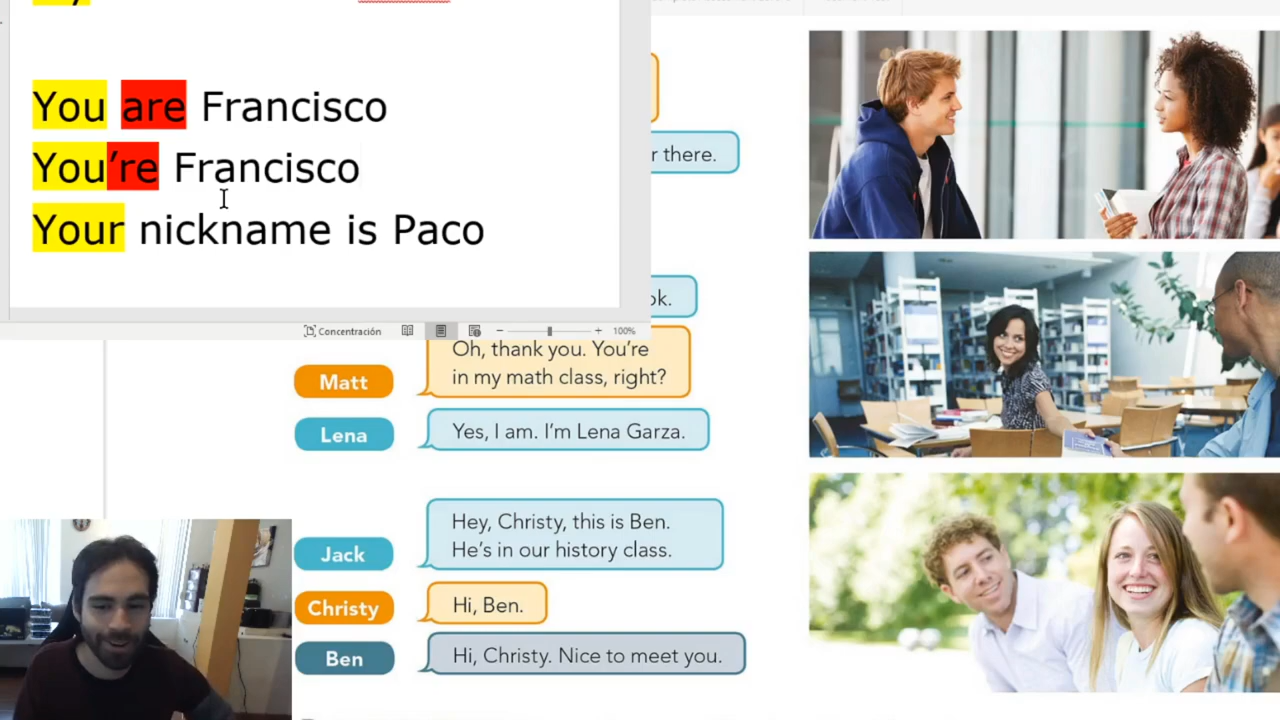 You are Francisco
You're Francisco
Your nickname is Paco
Concentración
100%
r there.
ok.
Matt
Oh, thank you. You're
in my math class, right?
Lena
Yes, I am. I'm Lena Garza.
Jack
Hey, Christy, this is Ben.
He's in our history class.
Christy
Hi, Ben.
Ben
Hi, Christy. Nice to meet you.